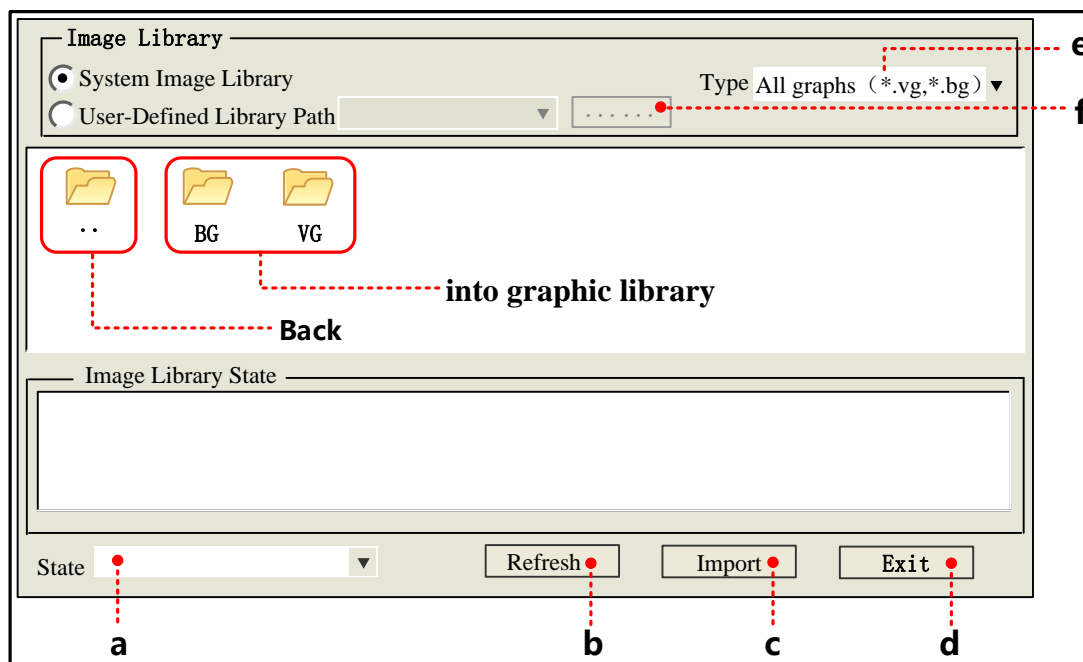 Image Library
e
System Image Library
Type All graphs （*.vg,*.bg）▼
User-Defined Library Path ▼ ......
f
..
BG VG
into graphic library
Back
Image Library State
State ▼ Refresh Import Exit
a b c d